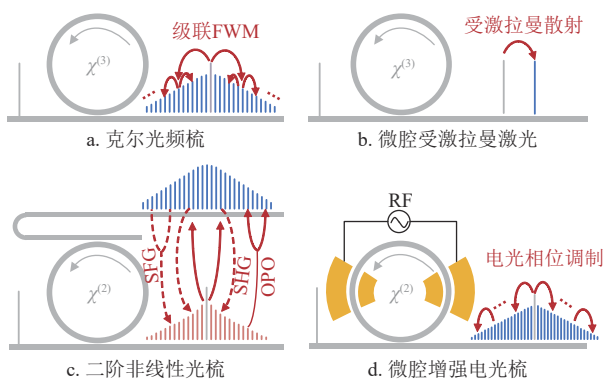 级联FWM
χ(3)
a. 克尔光频梳
受激拉曼散射
χ(3)
b. 微腔受激拉曼激光
SFG
SHG
OPO
χ(2)
c. 二阶非线性光梳
RF
电光相位调制
χ(2)
d. 微腔增强电光梳